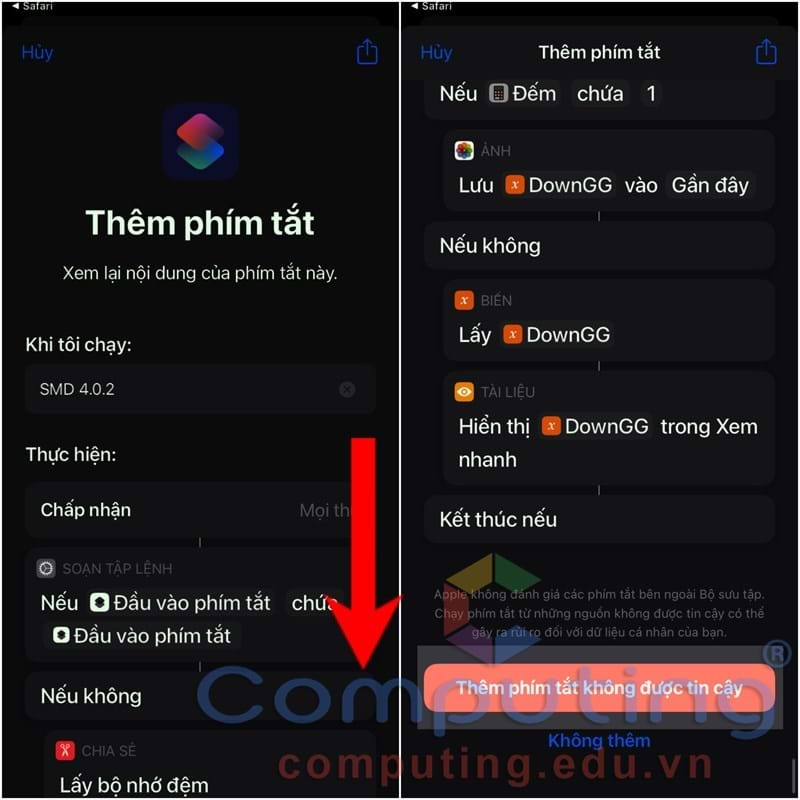 Safari
Hủy
Thêm phím tắt
Xem lại nội dung của phím tắt này.
Khi tôi chạy:
SMD 4.0.2
Thực hiện:
Chấp nhận
SOẠN TẬP LỆNH
Nếu Đầu vào phím tắt chứa
Đầu vào phím tắt
Nếu không
CHIA SẺ
Lấy bộ nhớ đệm
Safari
Hủy Thêm phím tắt
Nếu Đếm chứa 1
ẢNH
Lưu DownGG vào Gần đây
Nếu không
BIẾN
Lấy DownGG
TÀI LIỆU
Hiển thị DownGG trong Xem
nhanh
Kết thúc nếu
Apple không đánh giá các phím tắt bên ngoài Bộ sưu tập.
Chạy phím tắt từ những nguồn không được tin cậy có thể
gây ra rủi ro đối với dữ liệu cá nhân của bạn.
Thêm phím tắt không được tin cậy
Không thêm
Computing®
computing.edu.vn